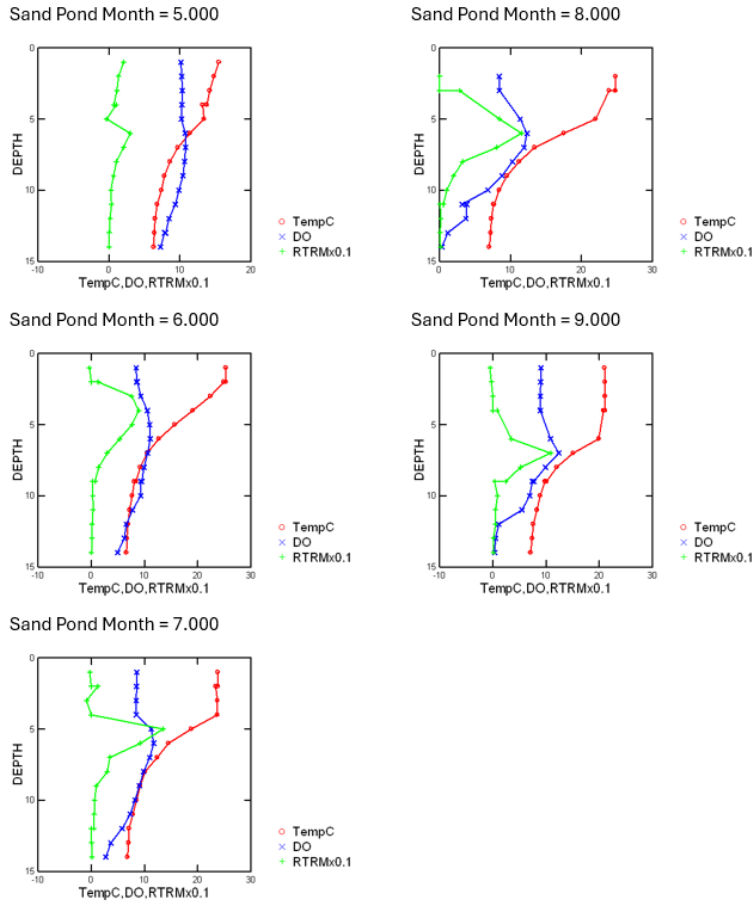 Sand Pond Month = 5.000
0
5
DEPTH
10
15
-10 0 10 20
TempC,DO,RTRMx0.1
TempC
DO
RTRMx0.1
Sand Pond Month = 6.000
0
5
DEPTH
10
15
-10 0 10 20 30
TempC,DO,RTRMx0.1
TempC
DO
RTRMx0.1
Sand Pond Month = 7.000
0
5
DEPTH
10
15
-10 0 10 20 30
TempC,DO,RTRMx0.1
TempC
DO
RTRMx0.1
Sand Pond Month = 8.000
0
5
DEPTH
10
15
0 10 20 30
TempC,DO,RTRMx0.1
TempC
DO
RTRMx0.1
Sand Pond Month = 9.000
0
5
DEPTH
10
15
-10 0 10 20 30
TempC,DO,RTRMx0.1
TempC
DO
RTRMx0.1